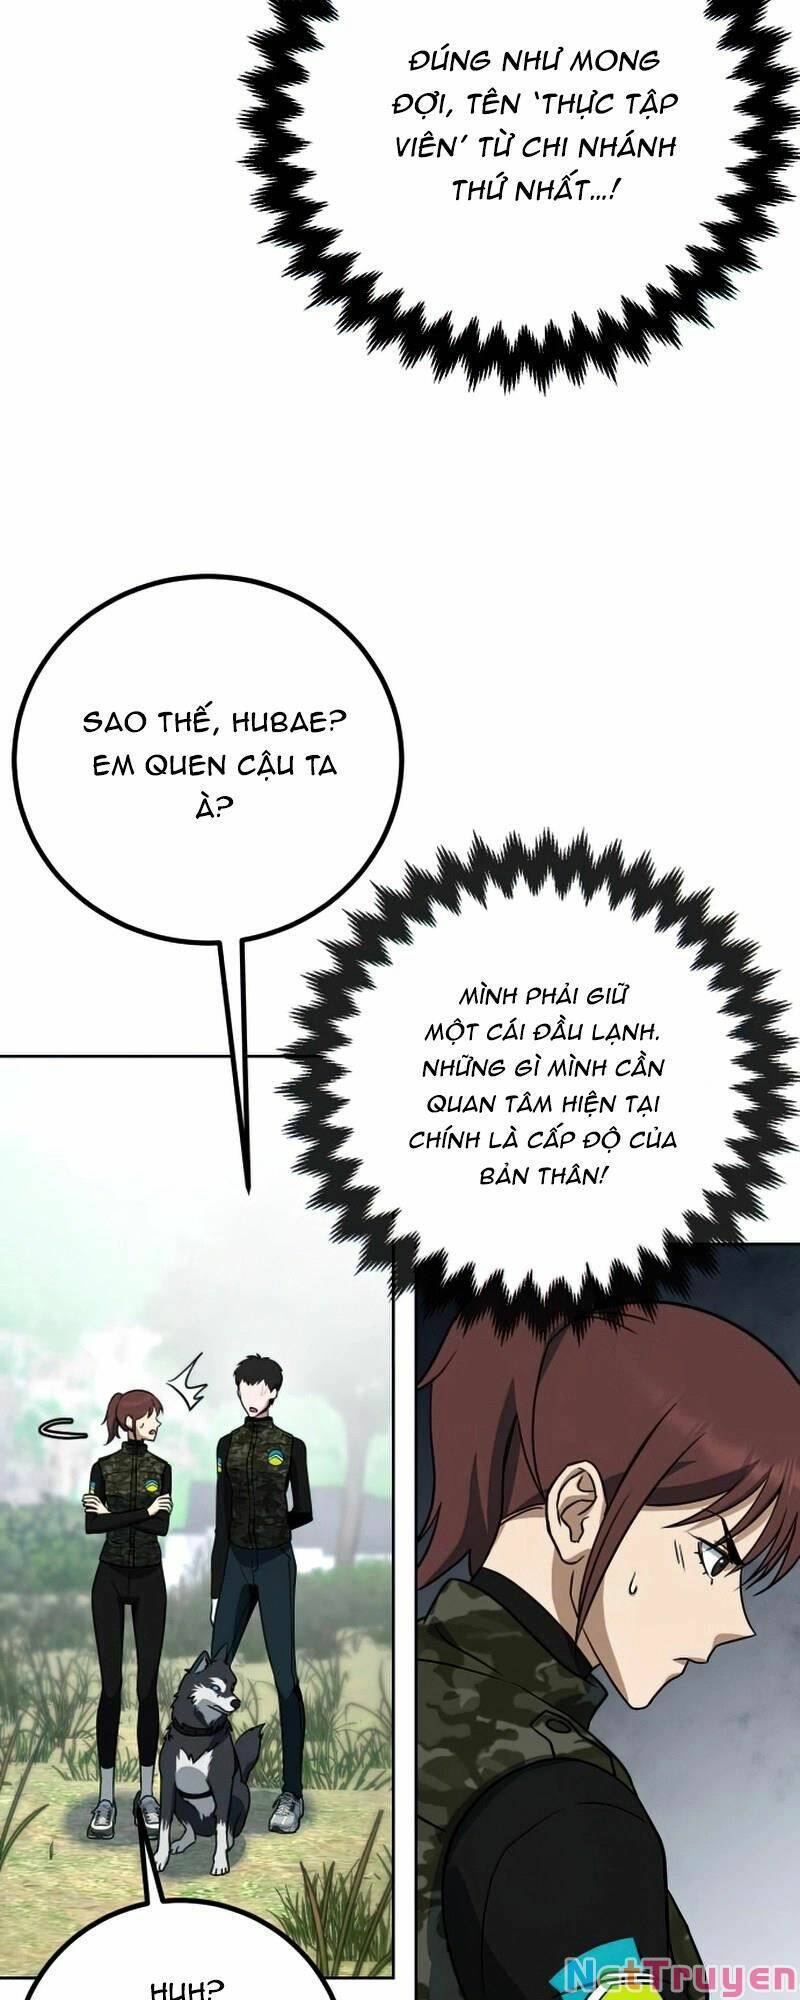 ĐÚNG NHƯ MONG
ĐỢI, TÊN ‘THỰC TẬP
VIÊN’ TỪ CHI NHÁNH
THỨ NHẤT...!
SAO THẾ, HUBAE?
EM QUEN CẬU TA
À?
MÌNH PHẢI GIỮ
MỘT CÁI ĐẦU LẠNH.
NHỮNG GÌ MÌNH CẦN
QUAN TÂM HIỆN TẠI
CHÍNH LÀ CẤP ĐỘ CỦA
BẢN THÂN!
HUH?
NetTruyen